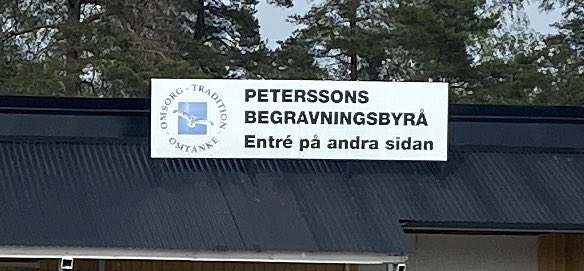 OMSORG - TRADITION
OMTANKE -
PETERSSONS
BEGRAVNINGSBYRÅ
Entré på andra sidan